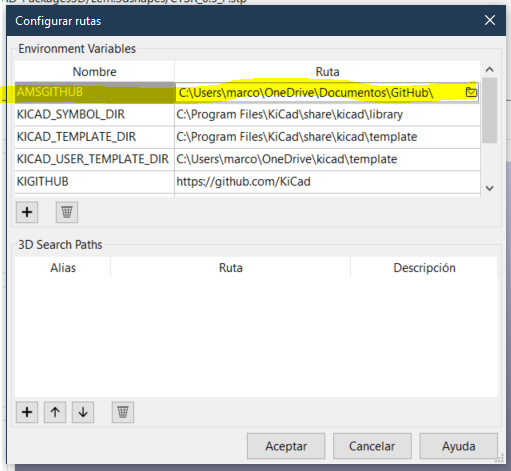 Configurar rutas
Environment Variables
Nombre Ruta
AMSGITHUB C:\Users\marco\OneDrive\Documentos\GitHub\
KICAD_SYMBOL_DIR C:\Program Files\KiCad\share\kicad\library
KICAD_TEMPLATE_DIR C:\Program Files\KiCad\share\kicad\template
KICAD_USER_TEMPLATE_DIR C:\Users\marco\OneDrive\kicad\template
KIGITHUB https://github.com/KiCad
3D Search Paths
Alias Ruta Descripción
Aceptar Cancelar Ayuda